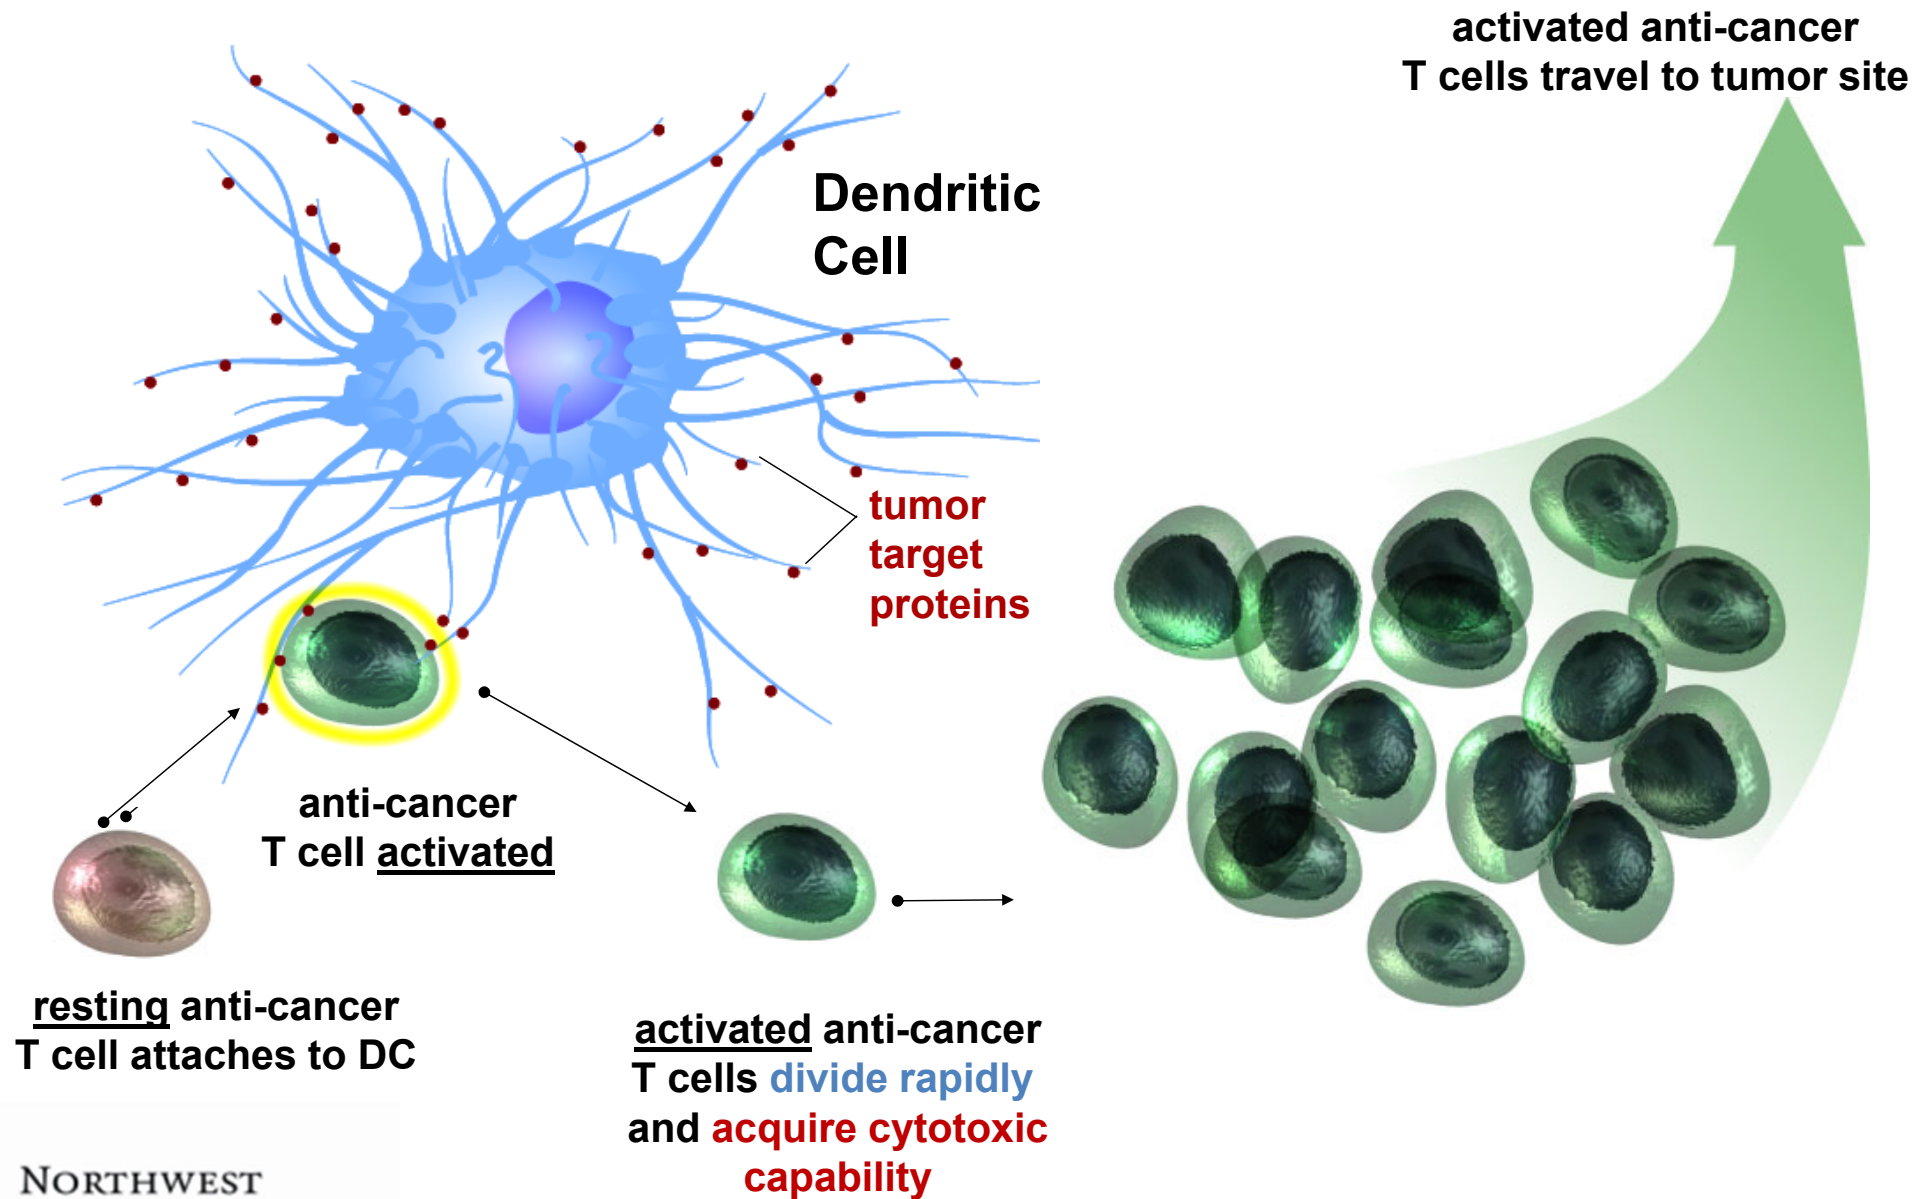 activated anti-cancer
T cells travel to tumor site
Dendritic
Cell
tumor
target
proteins
anti-cancer
T cell activated
resting anti-cancer
T cell attaches to DC
activated anti-cancer
T cells divide rapidly
and acquire cytotoxic
capability
NORTHWEST